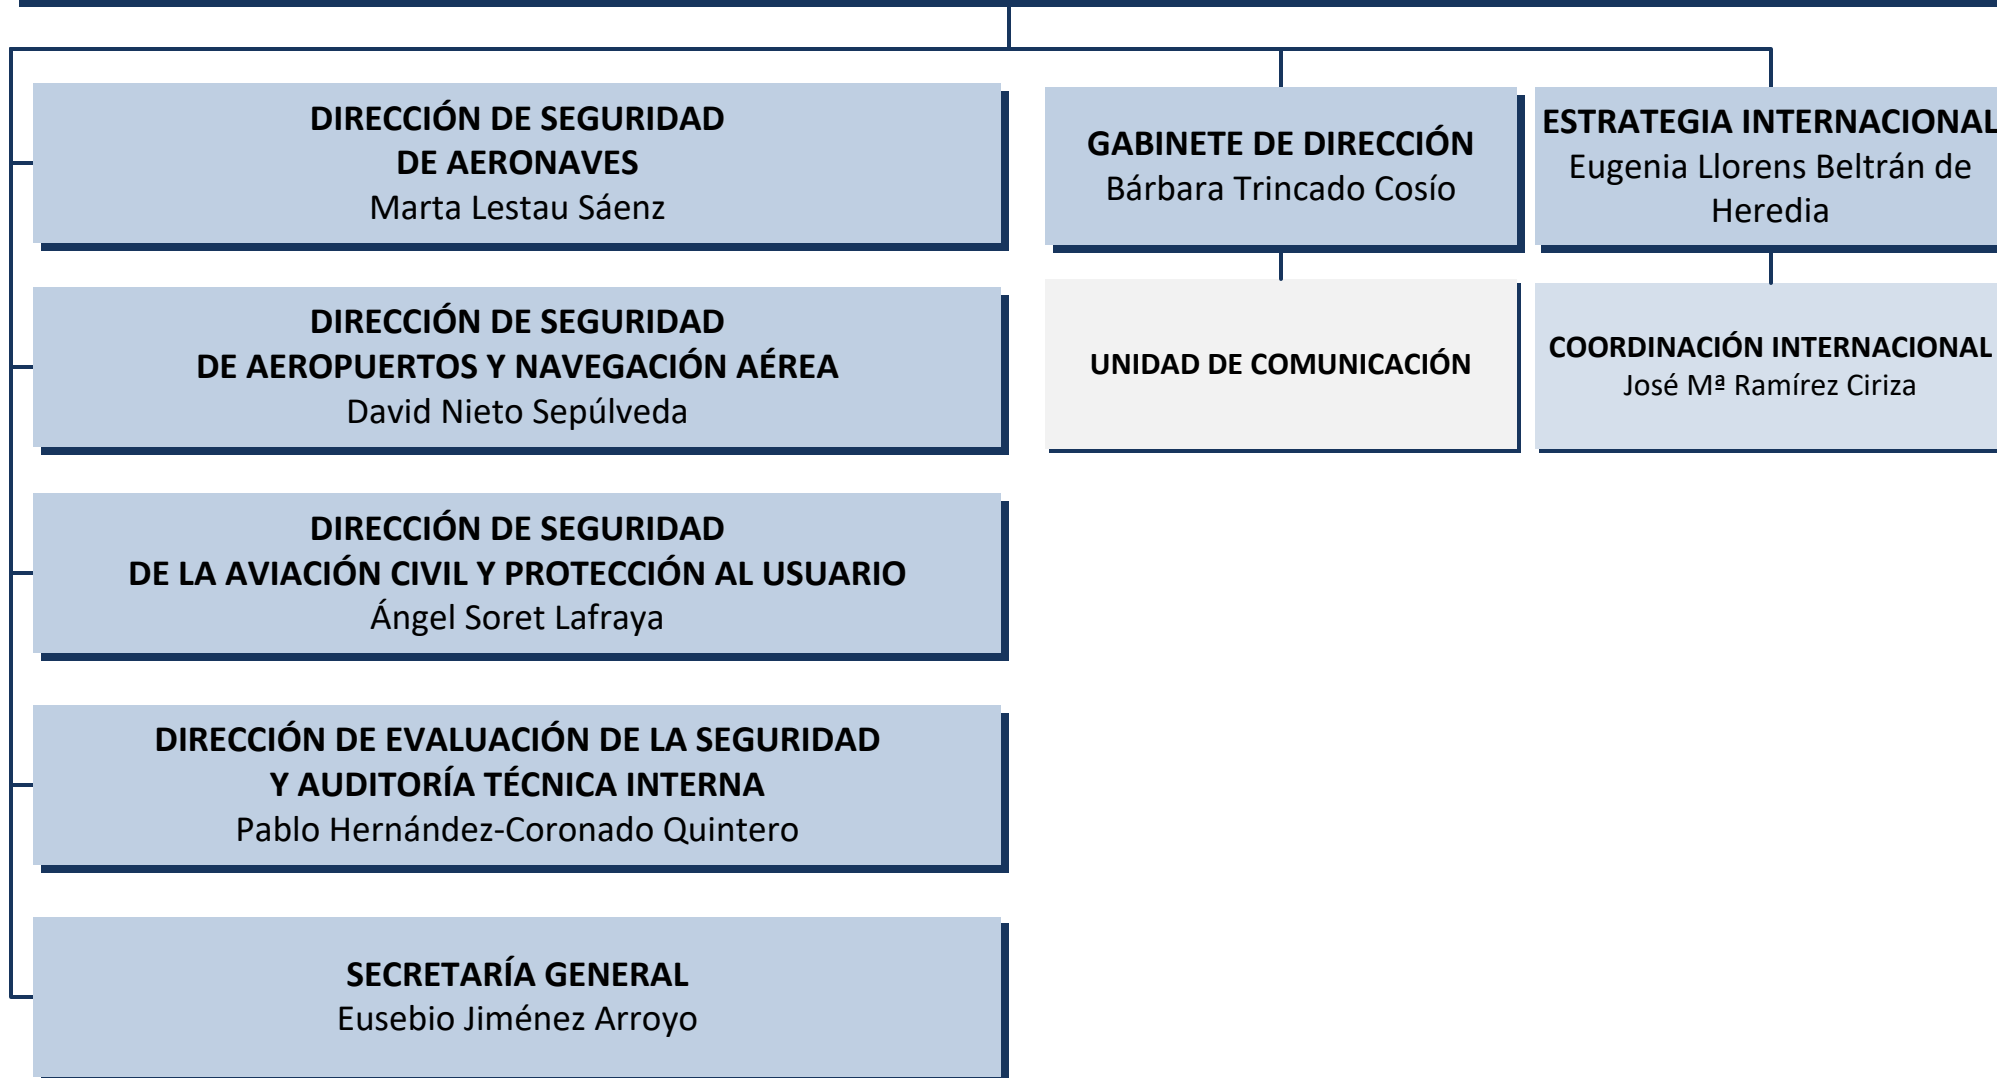 DIRECCIÓN DE SEGURIDAD
DE AERONAVES
Marta Lestau Sáenz
GABINETE DE DIRECCIÓN
Bárbara Trincado Cosío
ESTRATEGIA INTERNACIONAL
Eugenia Llorens Beltrán de
Heredia
DIRECCIÓN DE SEGURIDAD
DE AEROPUERTOS Y NAVEGACIÓN AÉREA
David Nieto Sepúlveda
UNIDAD DE COMUNICACIÓN
COORDINACIÓN INTERNACIONAL
José Mª Ramírez Ciriza
DIRECCIÓN DE SEGURIDAD
DE LA AVIACIÓN CIVIL Y PROTECCIÓN AL USUARIO
Ángel Soret Lafraya
DIRECCIÓN DE EVALUACIÓN DE LA SEGURIDAD
Y AUDITORÍA TÉCNICA INTERNA
Pablo Hernández-Coronado Quintero
SECRETARÍA GENERAL
Eusebio Jiménez Arroyo